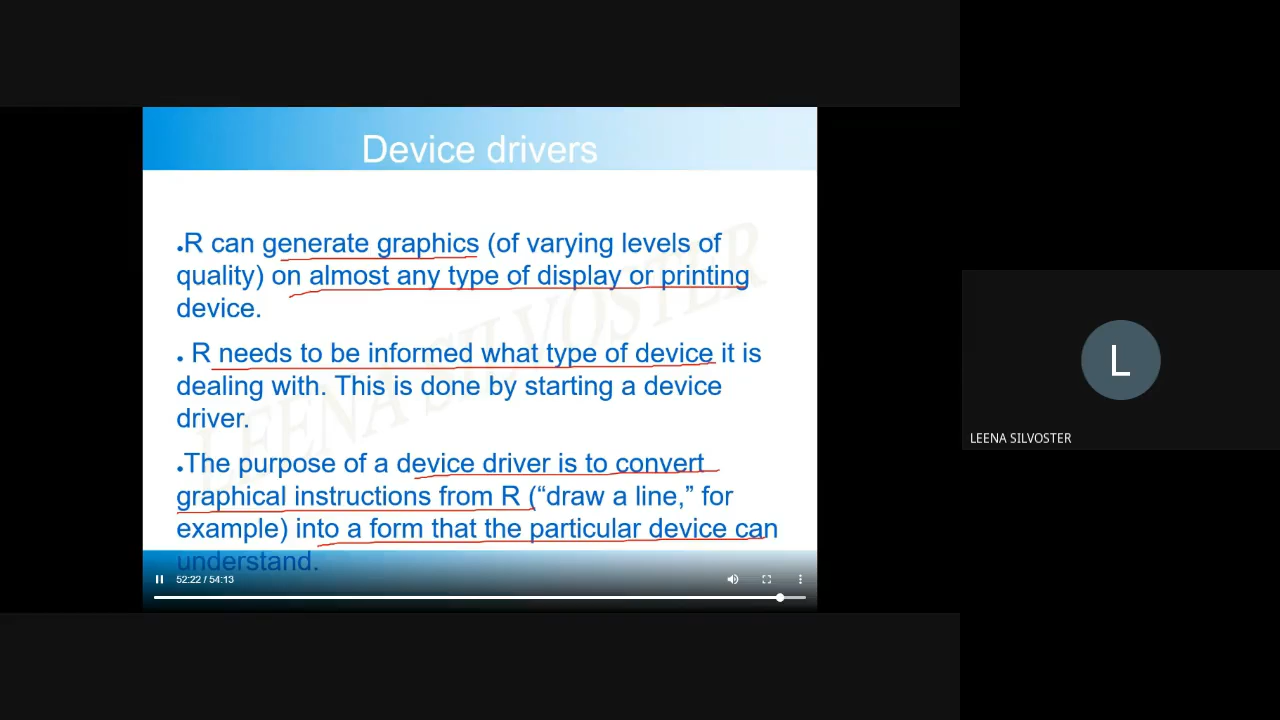 Device drivers
•R can generate graphics (of varying levels of
quality) on almost any type of display or printing
device.
• R needs to be informed what type of device it is
dealing with. This is done by starting a device
driver.
•The purpose of a device driver is to convert
graphical instructions from R (“draw a line,” for
example) into a form that the particular device can
understand.
LEENA SILVOSTER
52:22 / 54:13
L
LEENA SILVOSTER